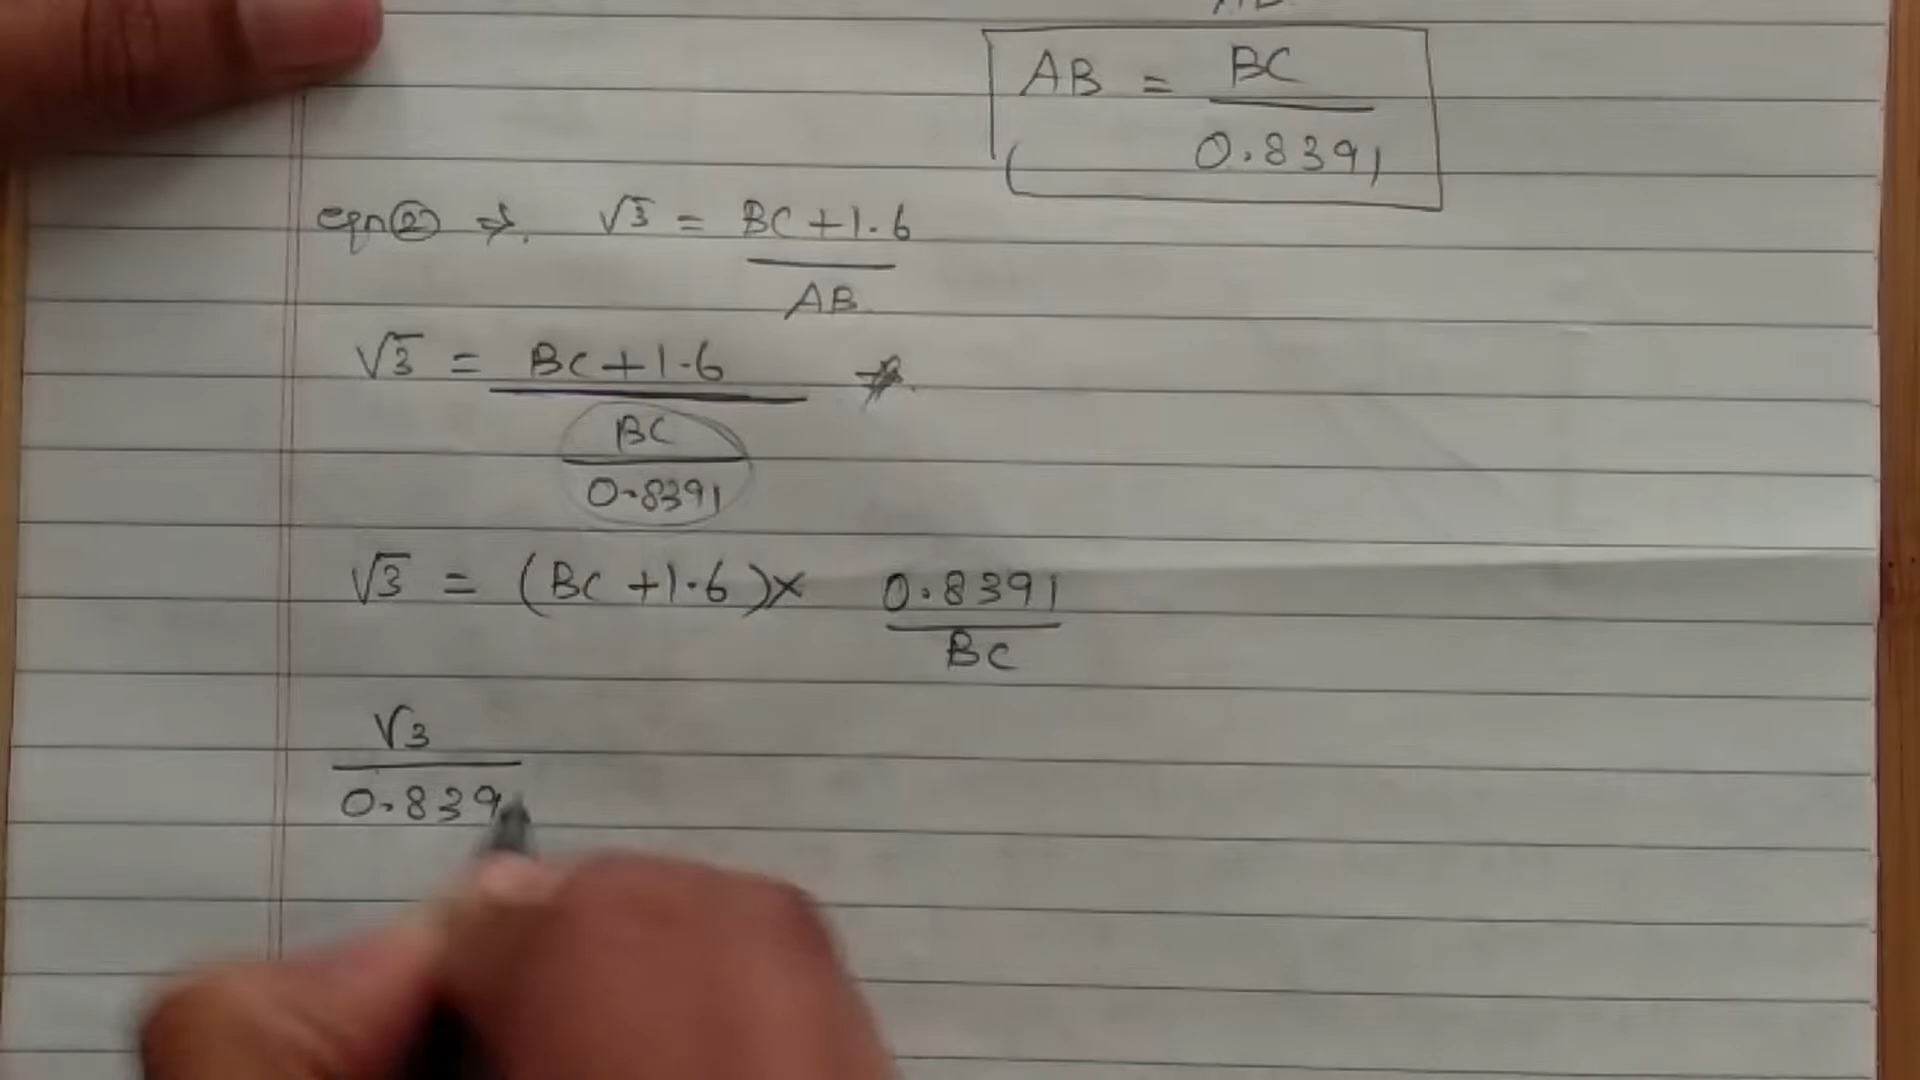 AB = BC
0.8391
eqn② ⇒ √3 = BC + 1.6
AB
√3 = BC + 1.6
BC
0.8391
√3 = (BC + 1.6) × 0.8391
BC
√3
0.839